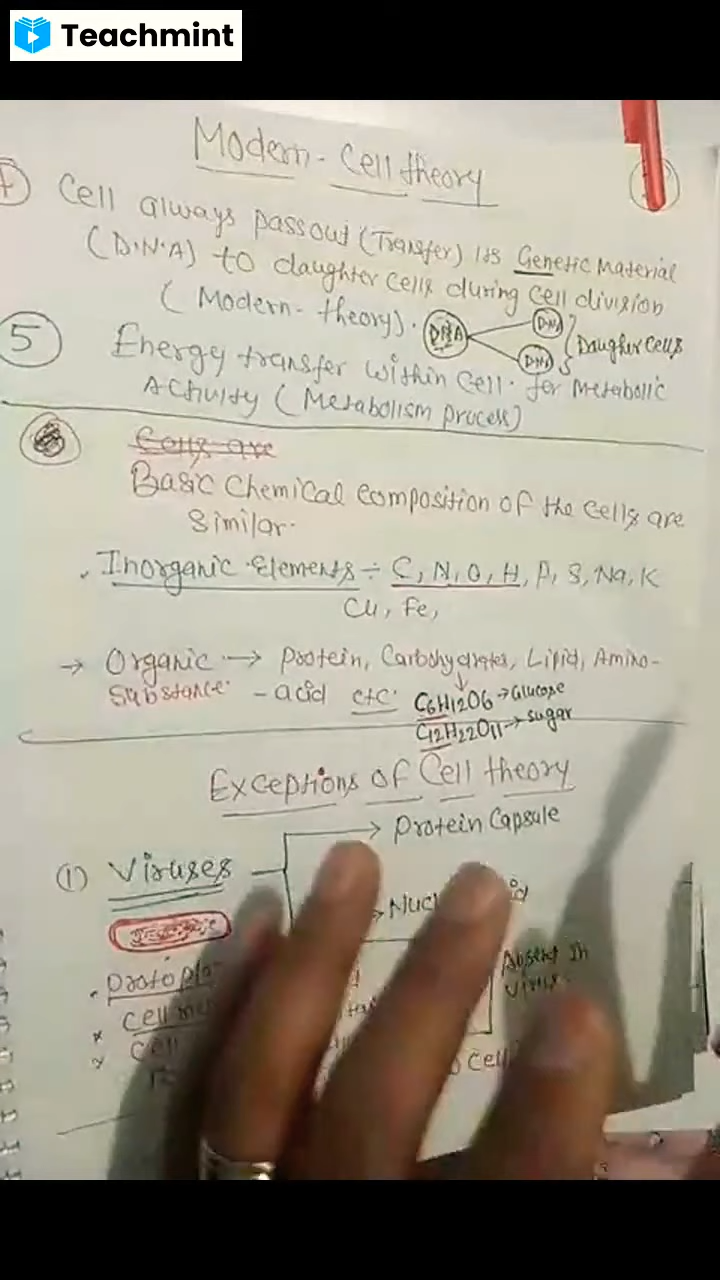 Teachmint
Modern - Cell theory
Cell always passout (Transfer) its Genetic Material
(D.N.A) to daughter cells during cell division
(Modern - theory).
DNA
DNA
DNA
Daugher Cells
5 Energy transfer within cell. for Metabolic
Activity (Metabolism process)
Cells are
Basic Chemical composition of the cells are
similar.
Inorganic Elements ÷ C, N, O, H, P, S, Na, K
Cu, Fe,
→ Organic → Protein, Carbohydrates, Lipid, Amino-
Substance - acid etc.
C6H12O6 → Glucose
C12H22O11 → sugar
Exceptions of Cell theory
(1) Viruses → Protein Capsule
Absent in
Virus.
Cell